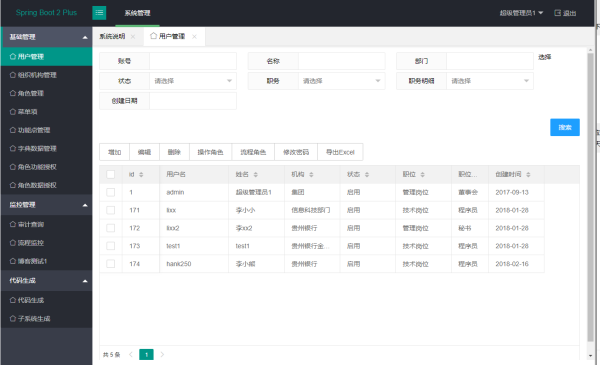 Spring Boot 2 Plus
系统管理
超级管理员1
退出
基础管理
用户管理
组织机构管理
角色管理
菜单项
功能点管理
字典数据管理
角色功能授权
角色数据授权
监控管理
审计查询
流程监控
博客测试1
代码生成
代码生成
子系统生成
系统说明
用户管理
账号
名称
部门
选择
状态 请选择
职务 请选择
职务明细 请选择
创建日期
搜索
增加 编辑 删除 操作角色 流程角色 修改密码 导出Excel
id 用户名 姓名 机构 状态 职位 职位... 创建时间
1 admin 超级管理员1 集团 启用 管理岗位 董事会 2017-09-13
171 lixx 李小小 信息科技部门 启用 技术岗位 程序员 2018-01-28
172 lixx2 李xx2 贵州银行 启用 管理岗位 秘书 2018-01-28
173 test1 test1 贵州银行金... 启用 技术岗位 程序员 2018-01-28
174 hank250 贵州银行 启用 技术岗位 程序员 2018-02-16
共 5 条 1